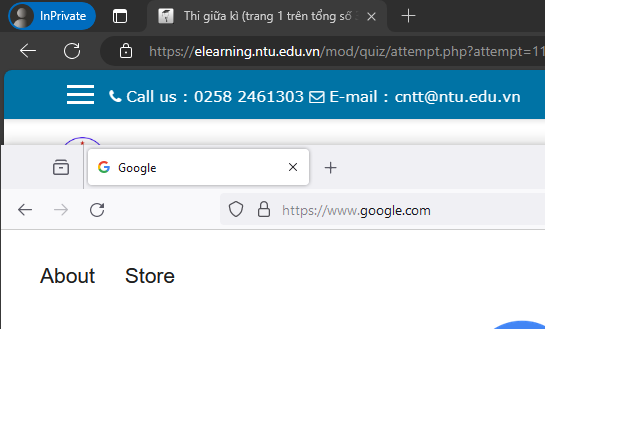 InPrivate
Thi giữa kì (trang 1 trên tổng số
https://elearning.ntu.edu.vn/mod/quiz/attempt.php?attempt=11
Call us : 0258 2461303 E-mail : cntt@ntu.edu.vn
Google
https://www.google.com
About Store